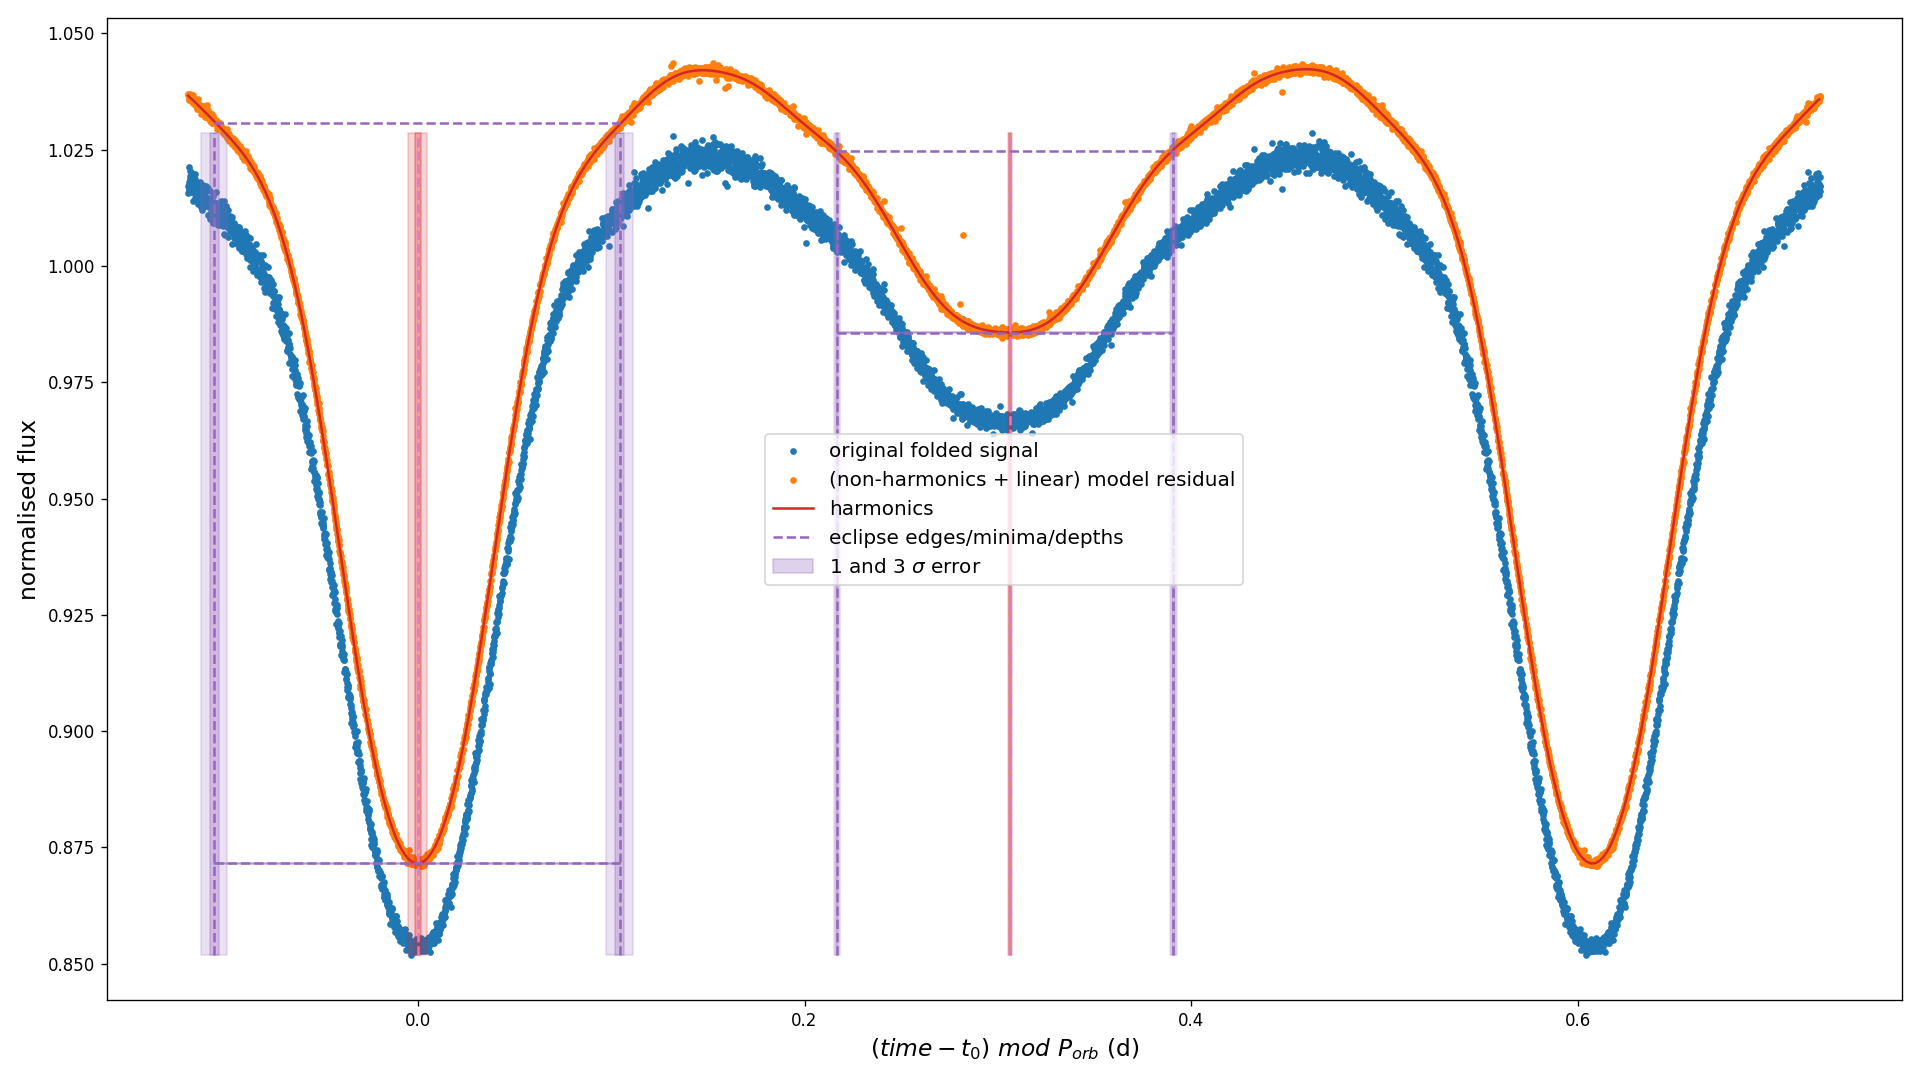 1.050
1.025
1.000
0.975
0.950
0.925
0.900
0.875
0.850
normalised flux
original folded signal
(non-harmonics + linear) model residual
harmonics
eclipse edges/minima/depths
1 and 3 σ error
0.0 0.2 0.4 0.6
(time − t₀) mod Pₒᵣb (d)